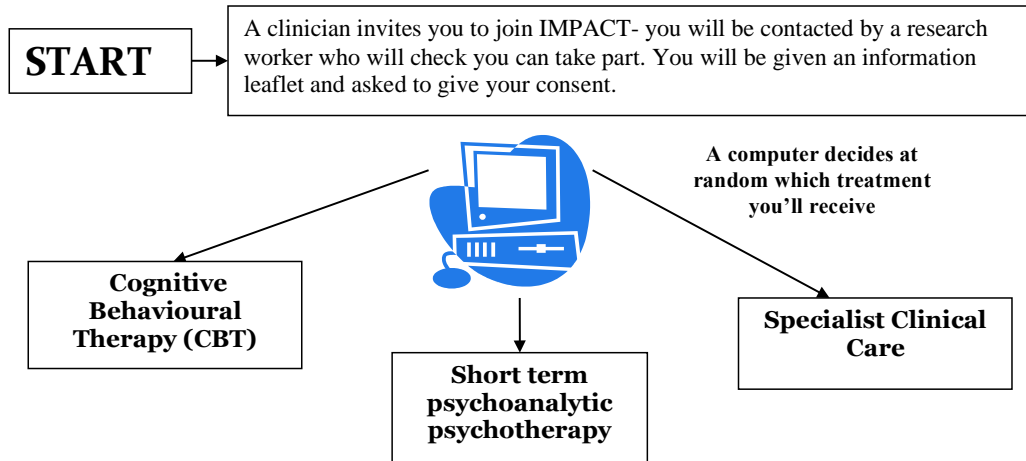 START
A clinician invites you to join IMPACT- you will be contacted by a research
worker who will check you can take part. You will be given an information
leaflet and asked to give your consent.
A computer decides at
random which treatment
you’ll receive
Cognitive
Behavioural
Therapy (CBT)
Specialist Clinical
Care
Short term
psychoanalytic
psychotherapy